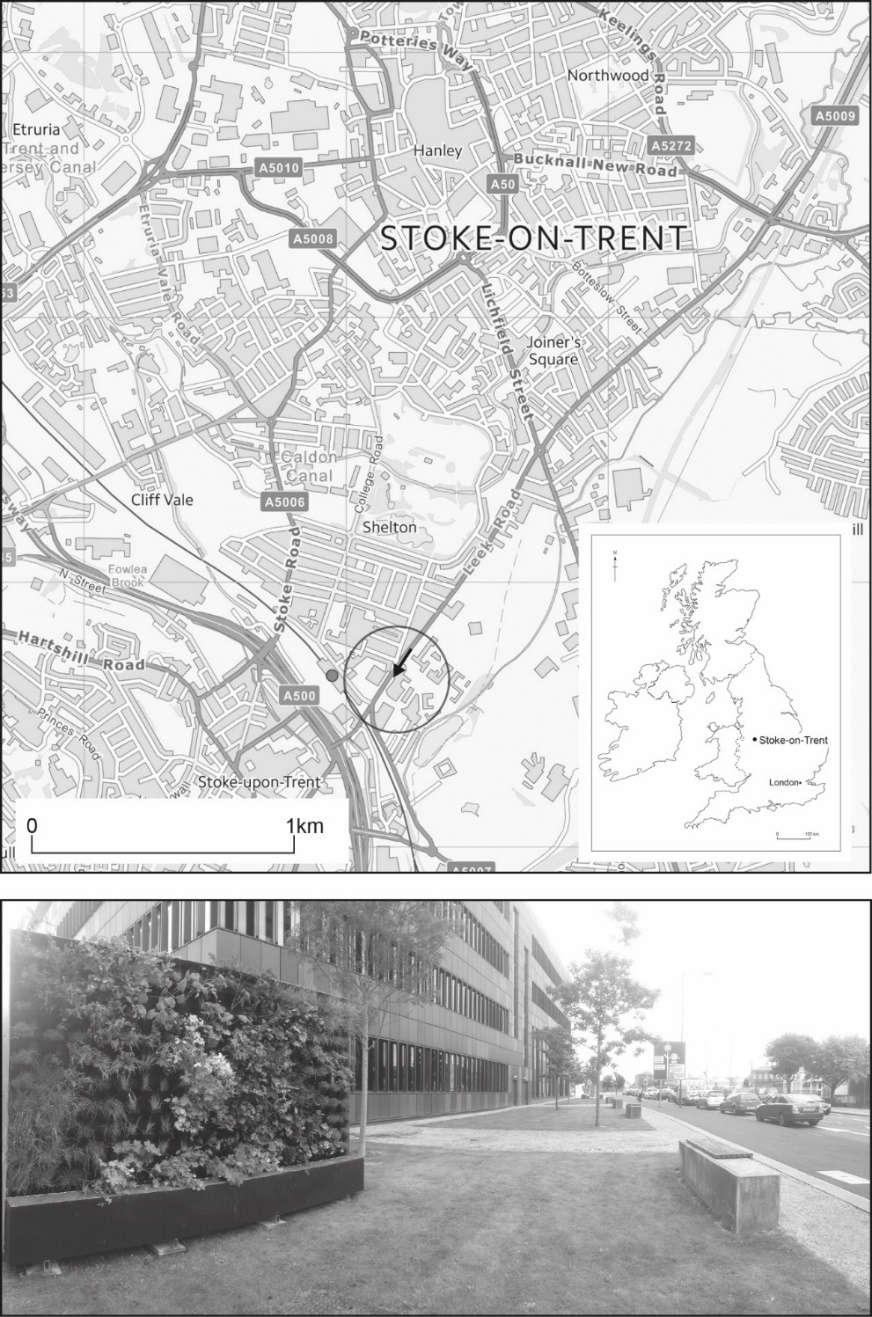 Potteries Way
Keelings Road
Northwood
A5009
Etruria
Trent and
ersey Canal
Hanley
A5272
A5010
Bucknall New Road
A50
STOKE-ON-TRENT
A5008
Etruria Vale Road
Botteslow Street
53
Lichfield Street
Joiner's
Square
Caldon
Canal
College Road
Cliff Vale
A5006
Shelton
Leek Road
ill
Fowlea
Brook
N. Street
Stoke Road
Hartshill Road
A500
Princes Road
Stoke-upon-Trent
0 1km
N
Stoke-on-Trent
London
A5007